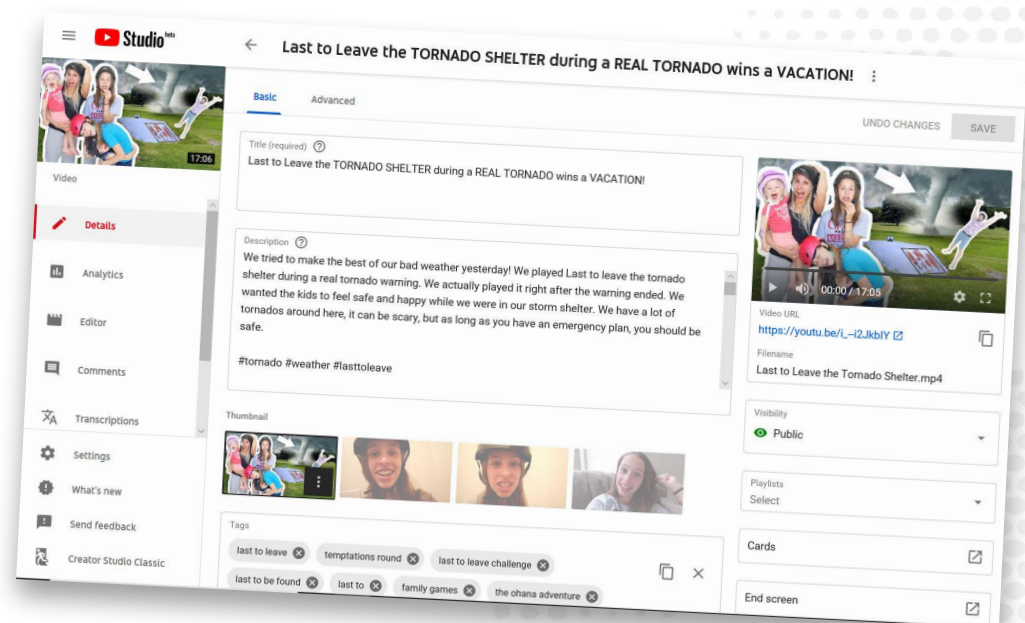 Studio beta
Last to Leave the TORNADO SHELTER during a REAL TORNADO wins a VACATION!
17:06
Video
Details
Analytics
Editor
Comments
Transcriptions
Settings
What's new
Send feedback
Creator Studio Classic
Basic
Advanced
UNDO CHANGES
SAVE
Title (required)
Last to Leave the TORNADO SHELTER during a REAL TORNADO wins a VACATION!
Description
We tried to make the best of our bad weather yesterday! We played Last to leave the tornado
shelter during a real tornado warning. We actually played it right after the warning ended. We
wanted the kids to feel safe and happy while we were in our storm shelter. We have a lot of
tornados around here, it can be scary, but as long as you have an emergency plan, you should be
safe.
#tornado #weather #lasttoleave
Thumbnail
Tags
last to leave
temptations round
last to leave challenge
last to be found
last to
family games
the ohana adventure
00:00 / 17:05
Video URL
https://youtu.be/i_–i2JkbIY
Filename
Last to Leave the Tornado Shelter.mp4
Visibility
Public
Playlists
Select
Cards
End screen